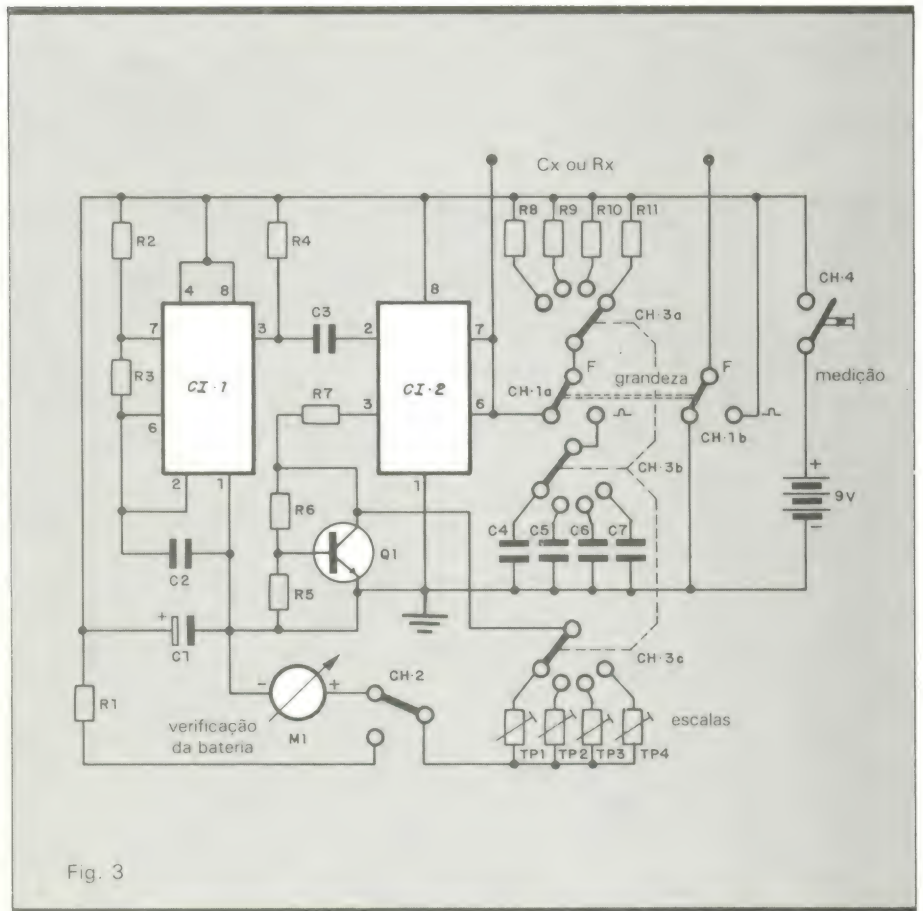 Cx ou Rx
R8 R9 R10 R11
R2
R4
CH-4
4 8
8
CH-3a
7 3 C3 2 7
R3
CI-1
CI-2
F grandeza F
medição
6 R7 3 6
CH-1a
CH-1b
2 1
1
CH-3b
+
9V
-
R6
Q1
C4 C5 C6 C7
C2
R5
+
C1
CH-3c
CH-2
- +
R1
verificação
da bateria
M1
escalas
TP1 TP2 TP3 TP4
Fig. 3